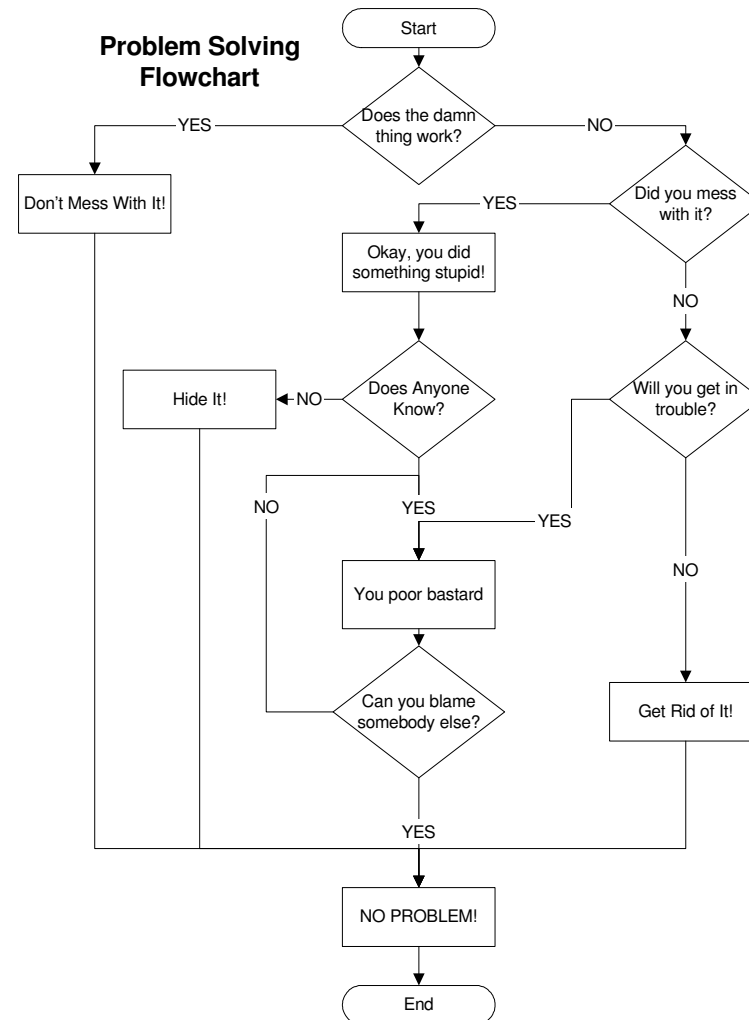 Problem Solving
Flowchart
Start
Does the damn
thing work?
YES
NO
Don't Mess With It!
Did you mess
with it?
YES
Okay, you did
something stupid!
NO
Hide It!
NO
Does Anyone
Know?
Will you get in
trouble?
NO
YES
YES
You poor bastard
NO
Can you blame
somebody else?
Get Rid of It!
YES
NO PROBLEM!
End